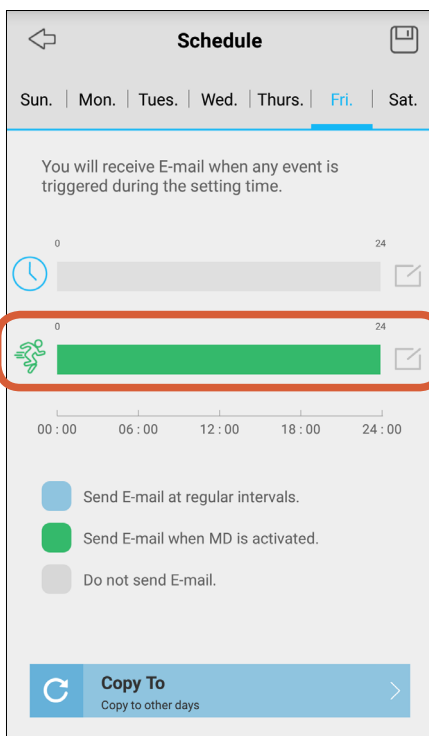 Schedule
Sun. | Mon. | Tues. | Wed. | Thurs. | Fri. | Sat.
You will receive E-mail when any event is
triggered during the setting time.
0 24
0 24
00 : 00 06 : 00 12 : 00 18 : 00 24 : 00
Send E-mail at regular intervals.
Send E-mail when MD is activated.
Do not send E-mail.
Copy To
Copy to other days